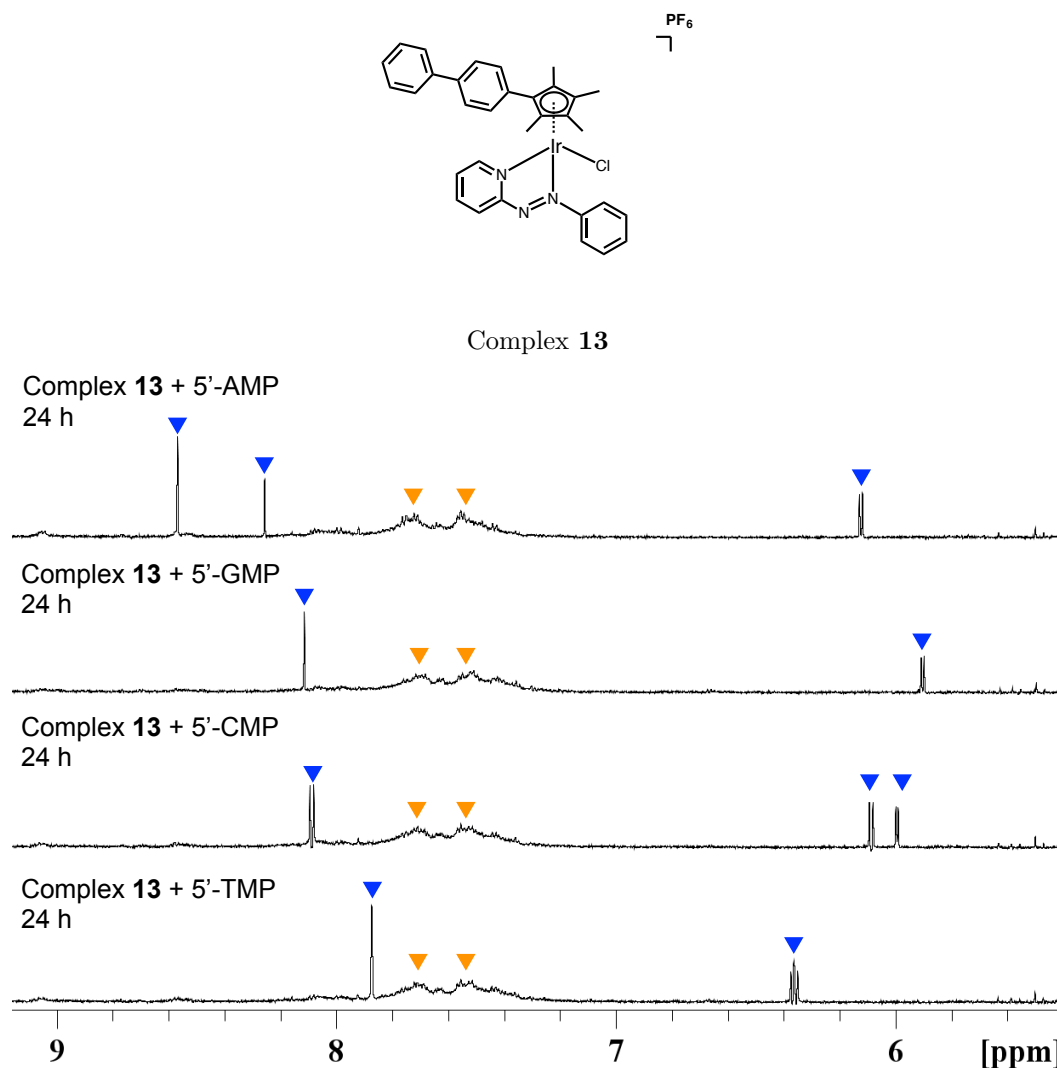 PF6
Ir
Cl
N
N
N
Complex 13
Complex 13 + 5'-AMP
24 h
Complex 13 + 5'-GMP
24 h
Complex 13 + 5'-CMP
24 h
Complex 13 + 5'-TMP
24 h
9 8 7 6 [ppm]